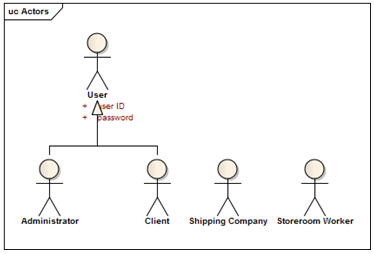 uc Actors
User
+ user ID
+ password
Administrator
Client
Shipping Company
Storeroom Worker